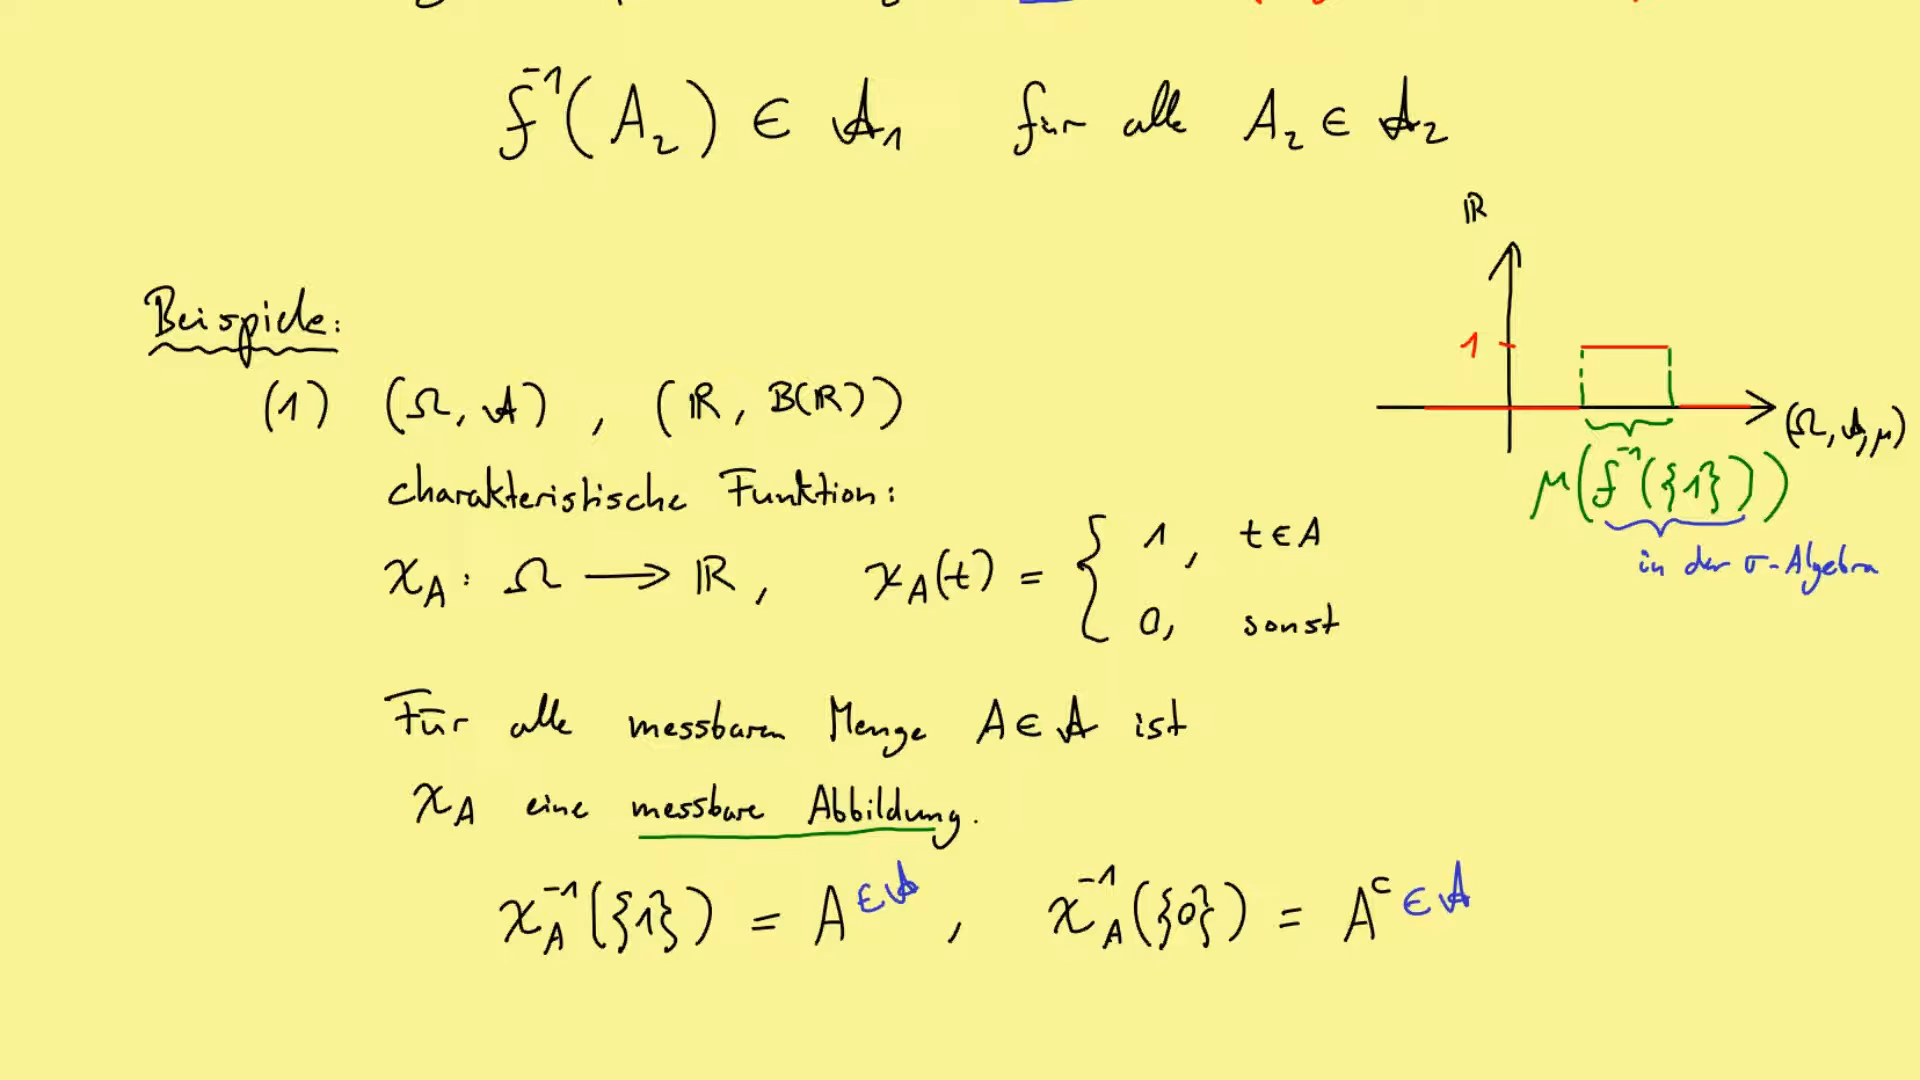 f⁻¹(A₂) ∈ 𝒜₁ für alle A₂ ∈ 𝒜₂
ℝ
1
(Ω, 𝒜, μ)
μ(f⁻¹({1}))
in der σ-Algebra
Beispiele:
(1) (Ω, 𝒜) , (ℝ, B(ℝ))
charakteristische Funktion:
χ_A : Ω ⟶ ℝ , χ_A(t) = { 1 , t ∈ A
0, sonst
Für alle messbaren Menge A ∈ 𝒜 ist
χ_A eine messbare Abbildung.
χ_A⁻¹({1}) = A ∈ 𝒜 , χ_A⁻¹({0}) = Aᶜ ∈ 𝒜